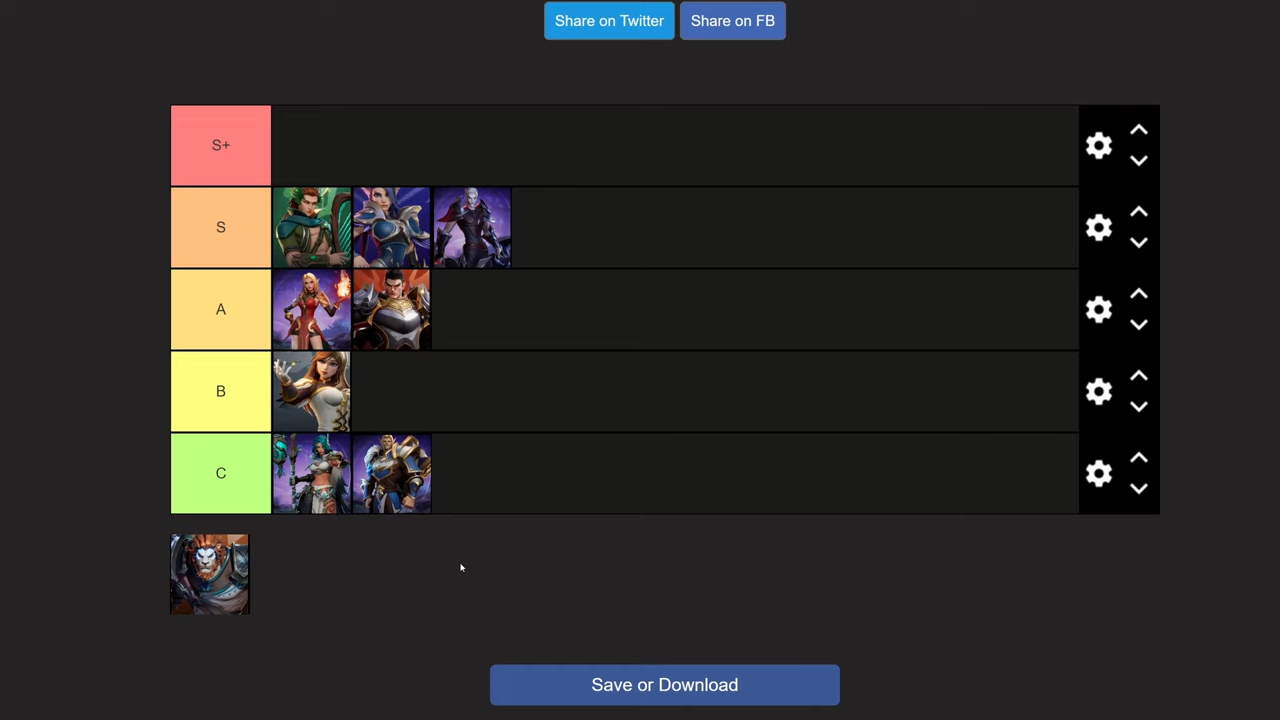 Share on Twitter
Share on FB
S+
S
A
B
C
Save or Download